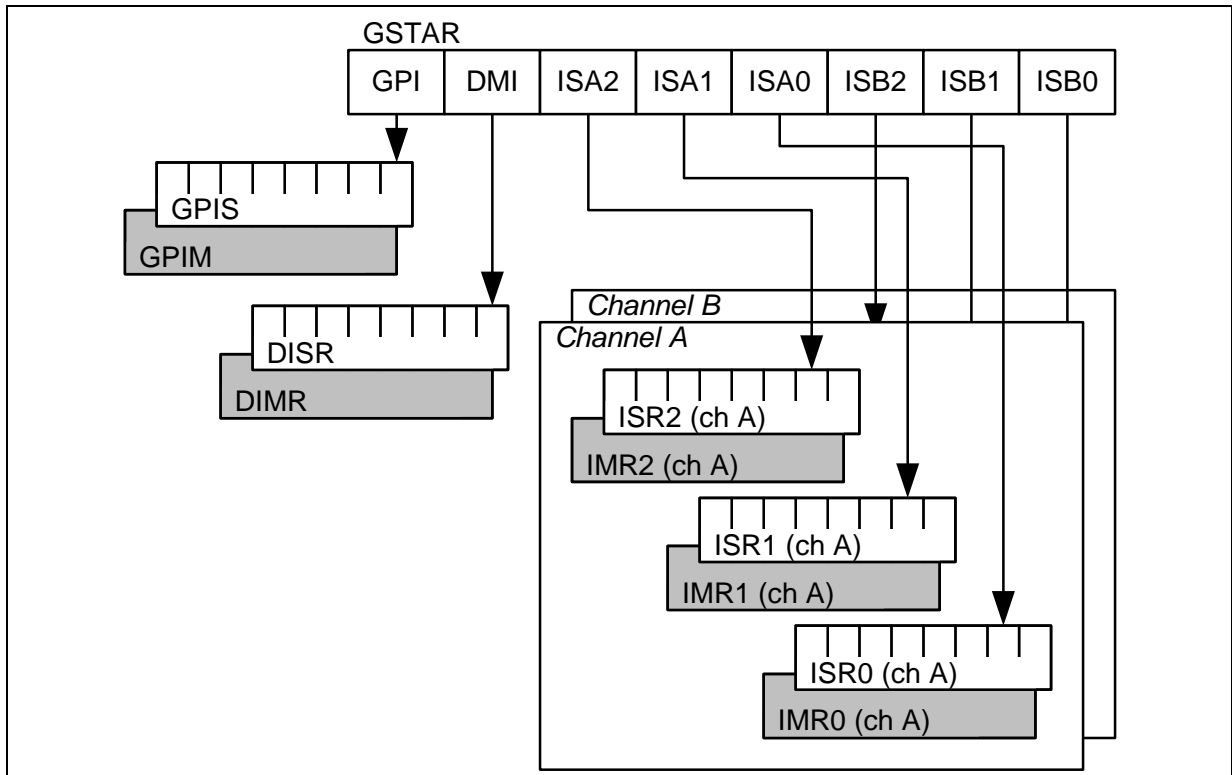 GSTAR
GPI DMI ISA2 ISA1 ISA0 ISB2 ISB1 ISB0
GPIS
GPIM
DISR
DIMR
Channel B
Channel A
ISR2 (ch A)
IMR2 (ch A)
ISR1 (ch A)
IMR1 (ch A)
ISR0 (ch A)
IMR0 (ch A)